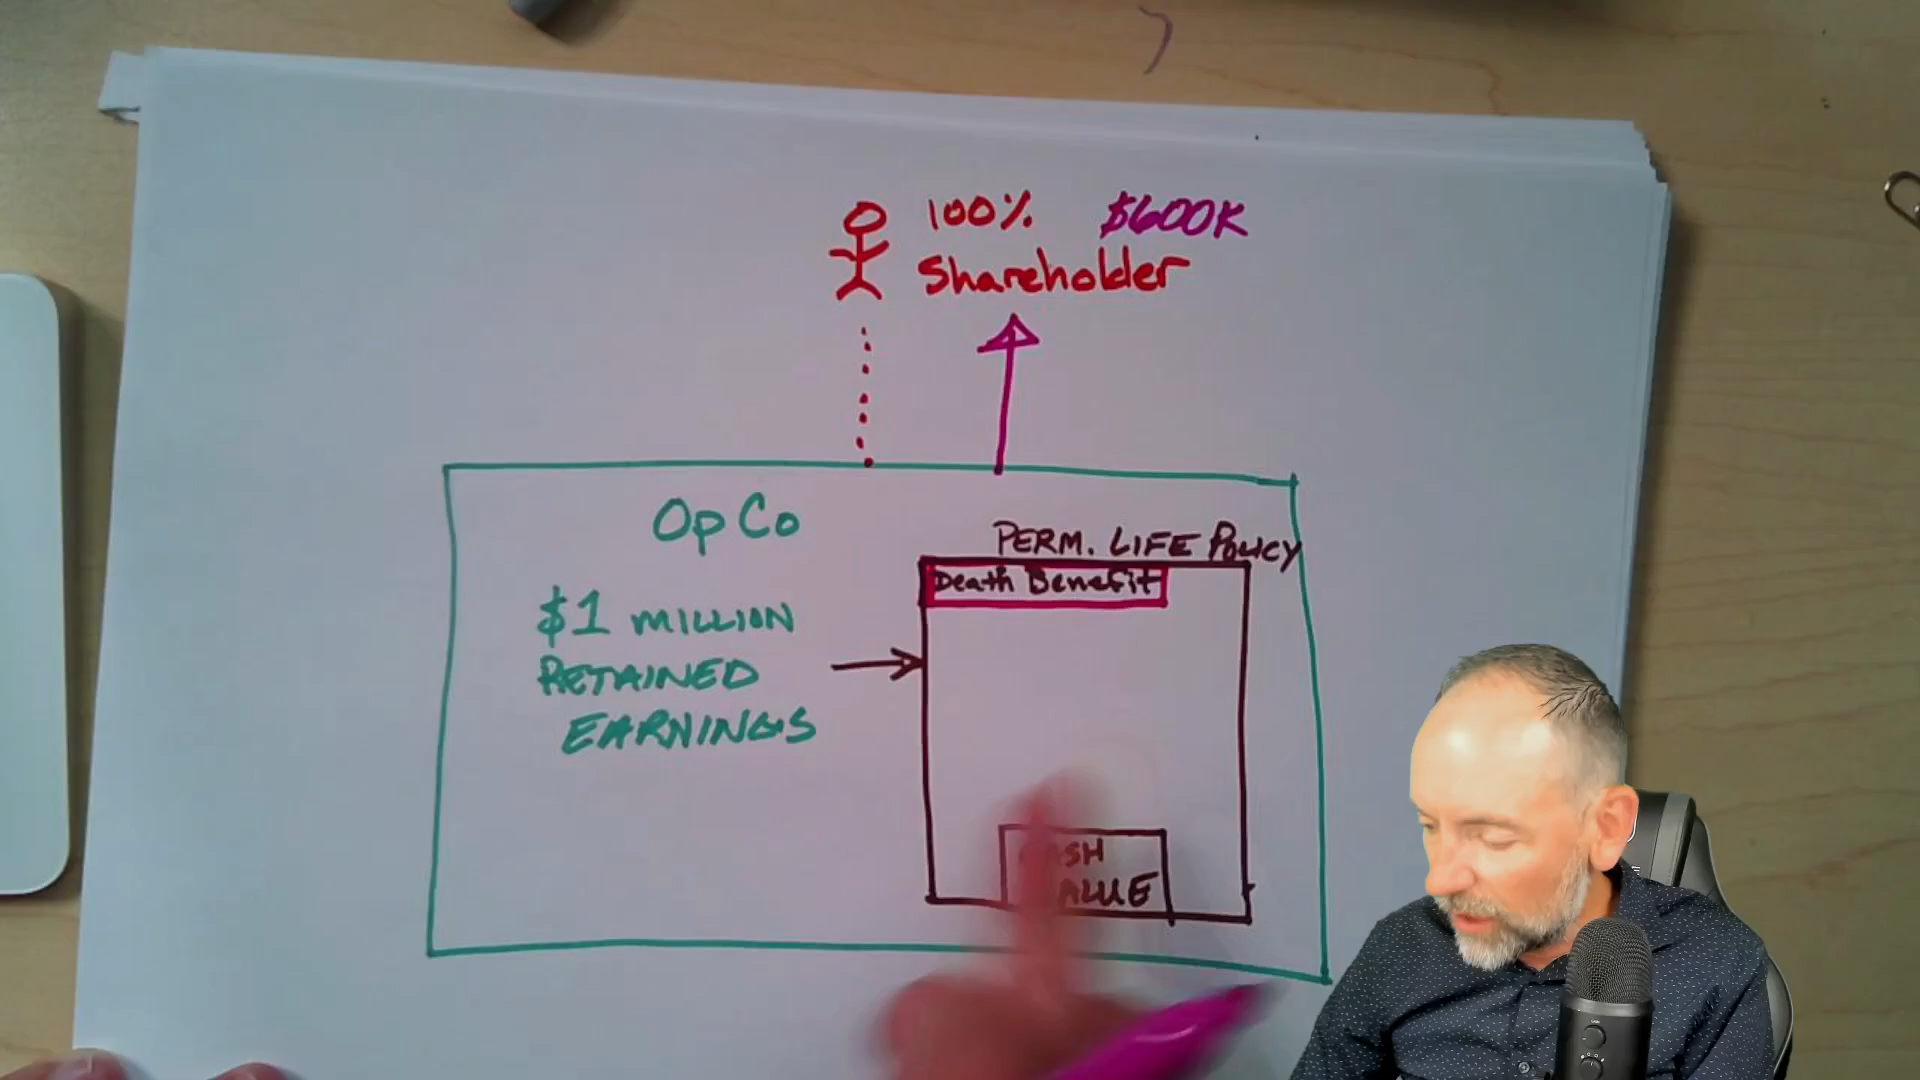 100% $600K
Shareholder
Op Co
PERM. LIFE POLICY
Death Benefit
$1 MILLION
RETAINED
EARNINGS